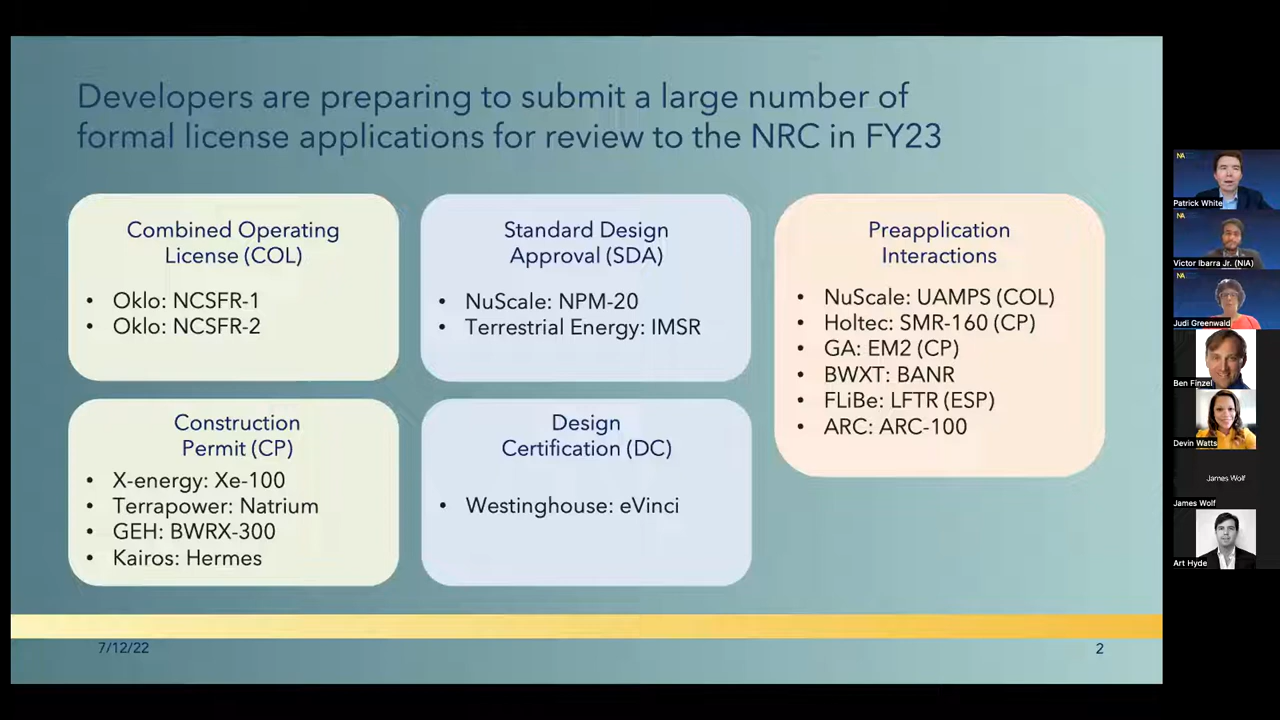 Developers are preparing to submit a large number of
formal license applications for review to the NRC in FY23
Combined Operating
License (COL)
• Oklo: NCSFR-1
• Oklo: NCSFR-2
Standard Design
Approval (SDA)
• NuScale: NPM-20
• Terrestrial Energy: IMSR
Preapplication
Interactions
• NuScale: UAMPS (COL)
• Holtec: SMR-160 (CP)
• GA: EM2 (CP)
• BWXT: BANR
• FLiBe: LFTR (ESP)
• ARC: ARC-100
Construction
Permit (CP)
• X-energy: Xe-100
• Terrapower: Natrium
• GEH: BWRX-300
• Kairos: Hermes
Design
Certification (DC)
• Westinghouse: eVinci
7/12/22
2
NIA
Patrick White
NIA
Victor Ibarra Jr. (NIA)
NIA
Judi Greenwald
Ben Finzel
Devin Watts
James Wolf
James Wolf
Art Hyde